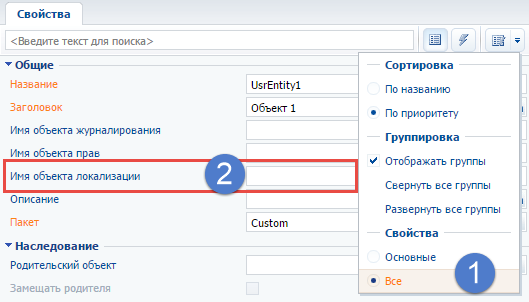 Свойства
<Введите текст для поиска>
Общие
Название
UsrEntity1
Заголовок
Объект 1
Имя объекта журналирования
Имя объекта прав
Имя объекта локализации
2
Описание
Пакет
Custom
Наследование
Родительский объект
Замещать родителя
Сортировка
По названию
По приоритету
Группировка
Отображать группы
Свернуть все группы
Развернуть все группы
Свойства
Основные
Все
1